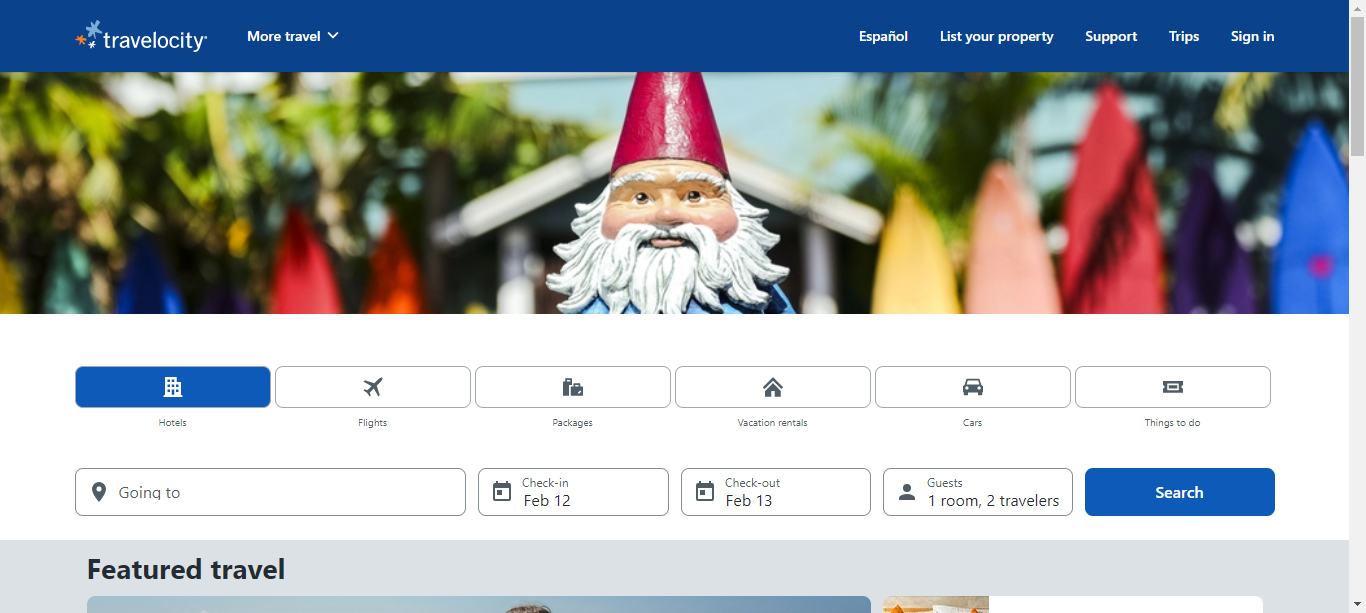 travelocity
More travel
Español
List your property
Support
Trips
Sign in
Hotels
Flights
Packages
Vacation rentals
Cars
Things to do
Going to
Check-in
Feb 12
Check-out
Feb 13
Guests
1 room, 2 travelers
Search
Featured travel